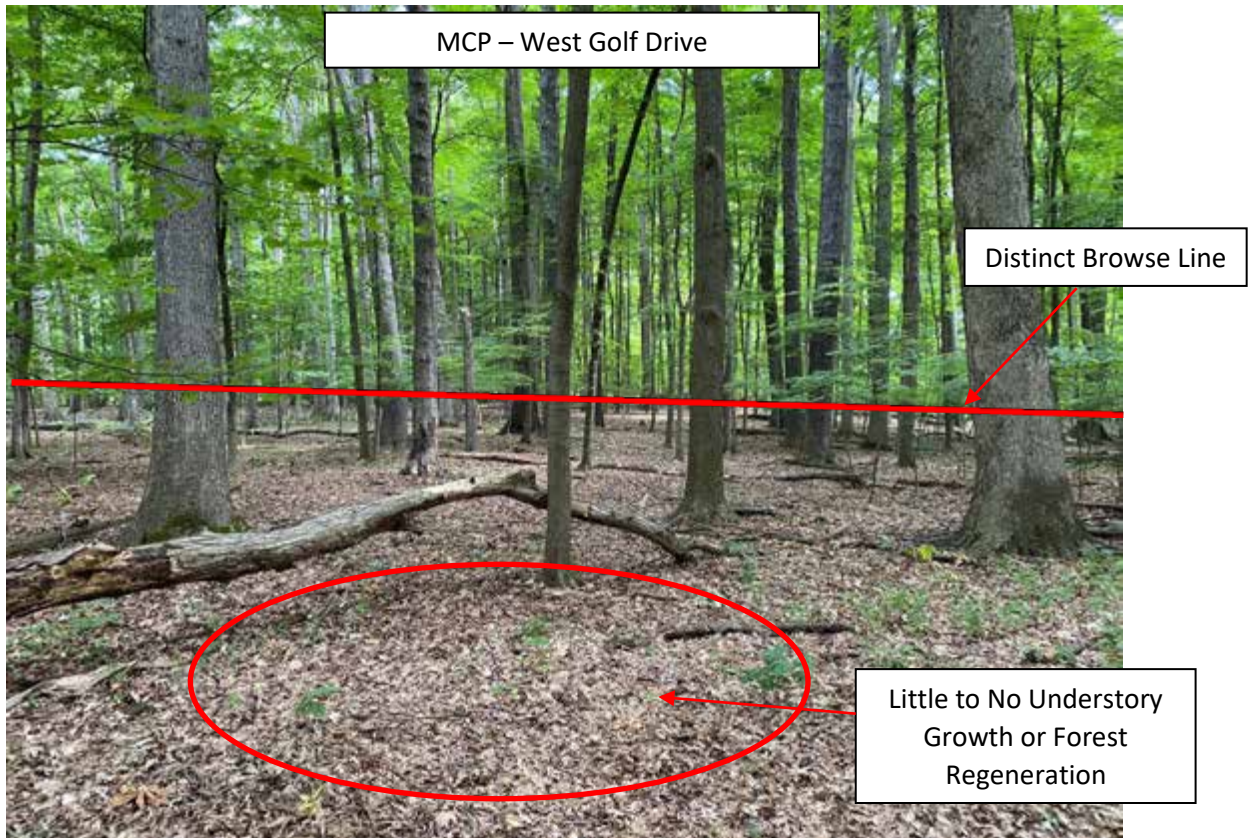 MCP – West Golf Drive
Distinct Browse Line
Little to No Understory
Growth or Forest
Regeneration